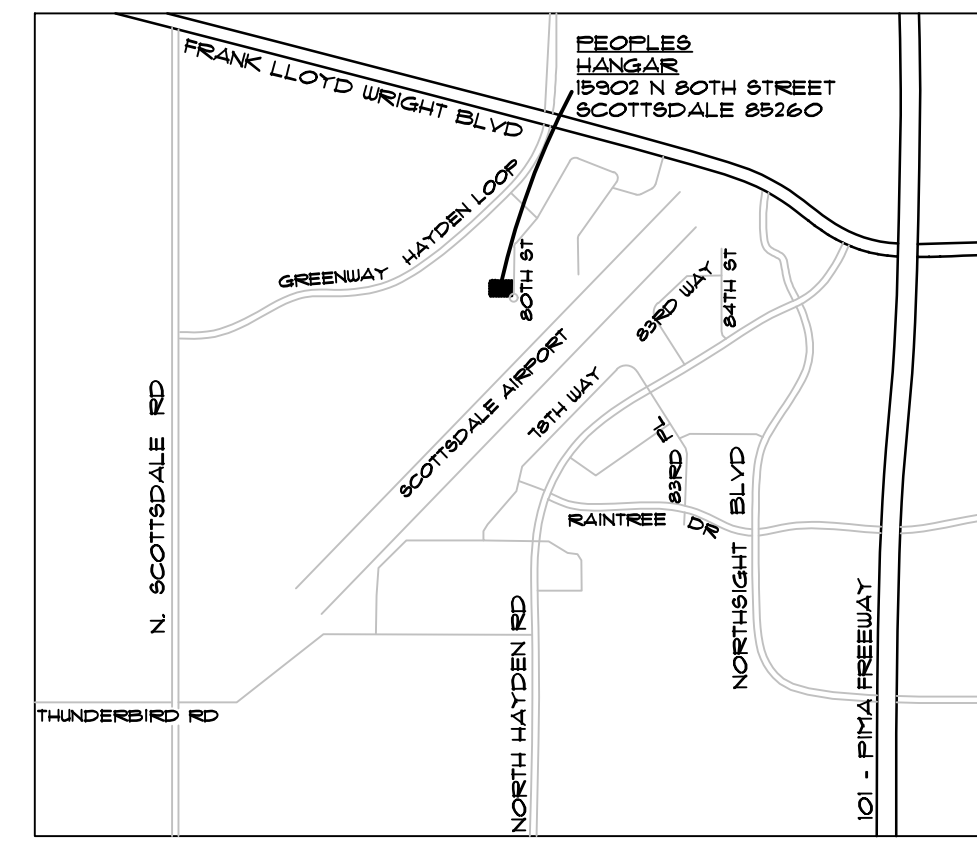 PEOPLES
HANGAR
15902 N 80TH STREET
SCOTTSDALE 85260
FRANK LLOYD WRIGHT BLVD
GREENWAY HAYDEN LOOP
80TH ST
83RD WAY
84TH ST
SCOTTSDALE AIRPORT
78TH WAY
N. SCOTTSDALE RD
83RD PL
RAINTREE DR
NORTHSIGHT BLVD
NORTH HAYDEN RD
101 - PIMA FREEWAY
THUNDERBIRD RD